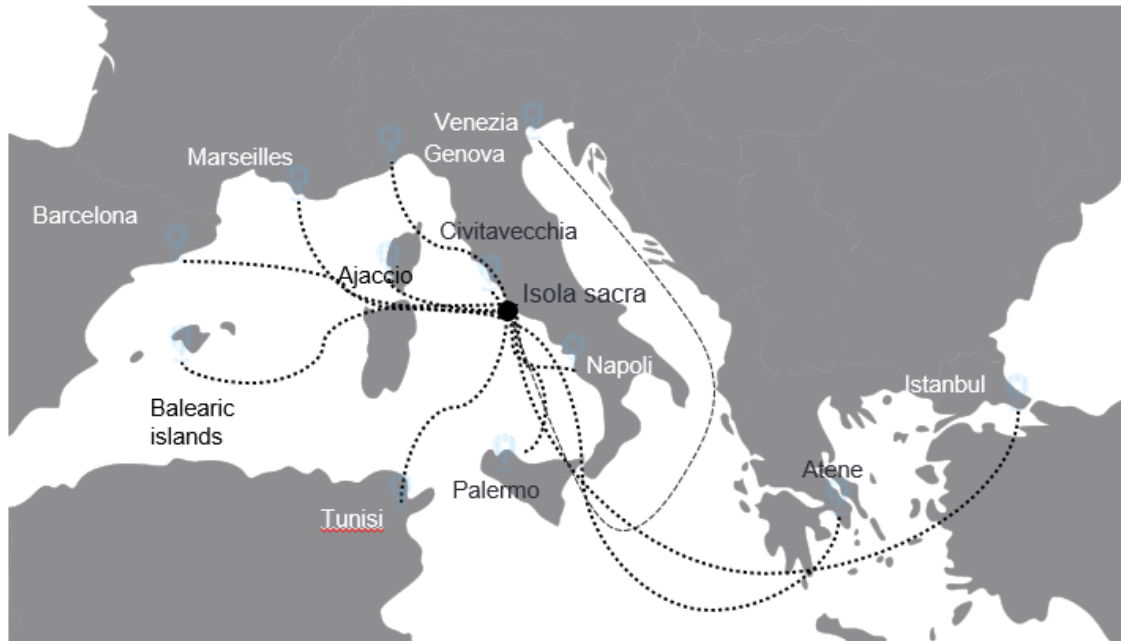 Venezia
Genova
Marseilles
Barcelona
Civitavecchia
Ajaccio
Isola sacra
Napoli
Istanbul
Balearic
islands
Atene
Palermo
Tunisi